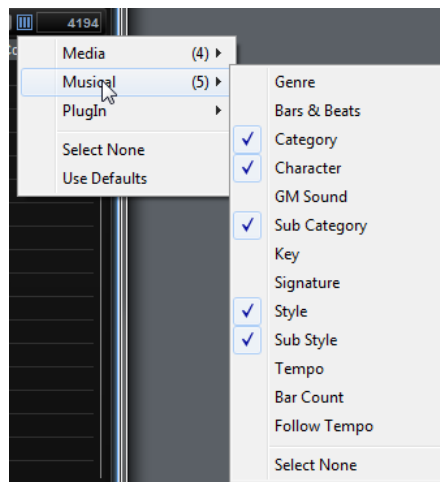 4194
Co
Media (4)
Musical (5)
PlugIn
Select None
Use Defaults
Genre
Bars & Beats
Category
Character
GM Sound
Sub Category
Key
Signature
Style
Sub Style
Tempo
Bar Count
Follow Tempo
Select None